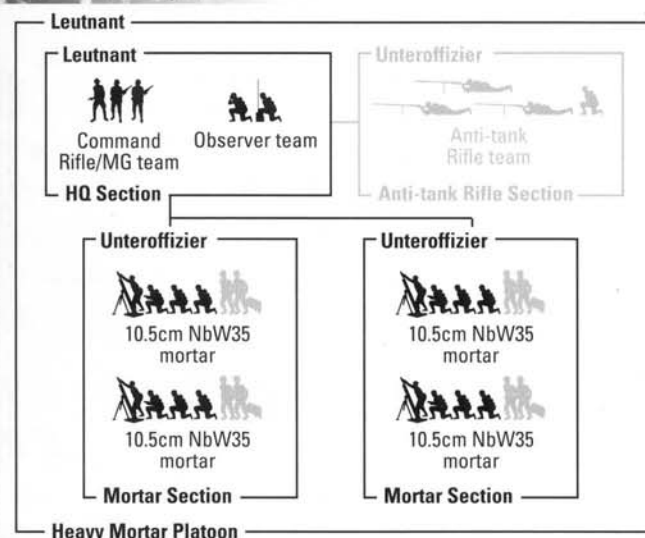 Leutnant
Leutnant
Command
Rifle/MG team
Observer team
HQ Section
Unteroffizier
Anti-tank
Rifle team
Anti-tank Rifle Section
Unteroffizier
10.5cm NbW35
mortar
10.5cm NbW35
mortar
Mortar Section
Unteroffizier
10.5cm NbW35
mortar
10.5cm NbW35
mortar
Mortar Section
Heavy Mortar Platoon